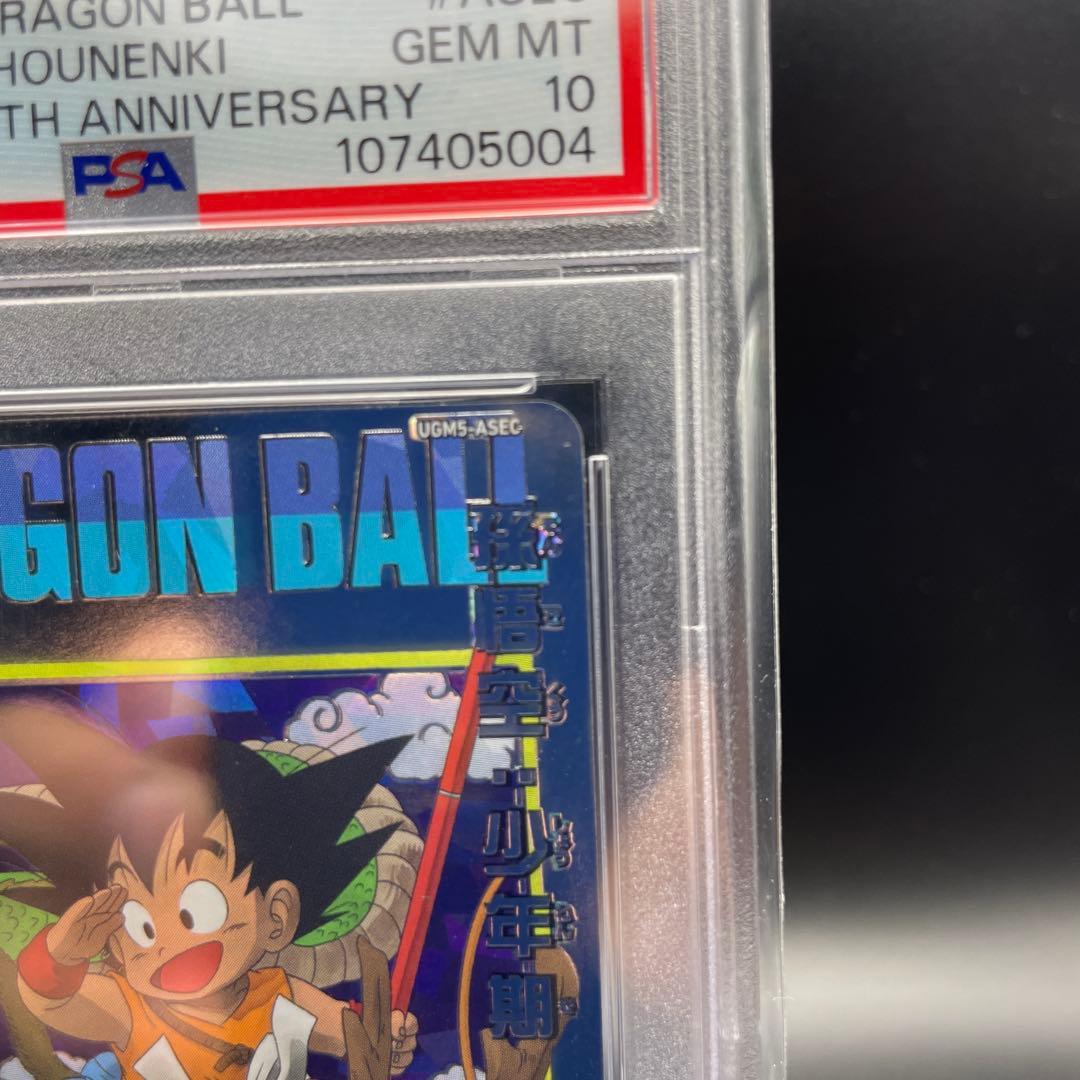 RAGON BALL
HOUNENKI GEM MT
TH ANNIVERSARY 10
PSA 107405004
UGM5-ASEC
GON BALL
孫悟空:少年期